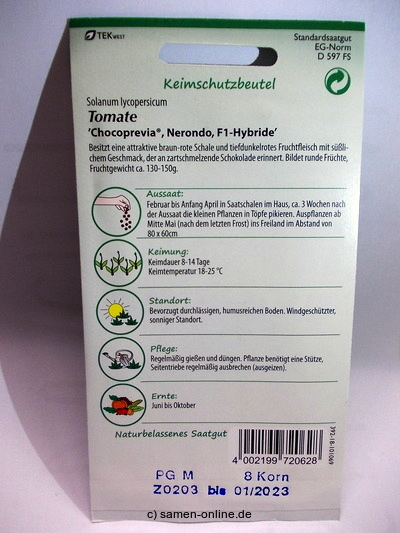 TEK WEST
Standardsaatgut
EG-Norm
D 597 FS
Keimschutzbeutel
Solanum lycopersicum
Tomate
'Chocoprevia®, Nerondo, F1-Hybride'
Besitzt eine attraktive braun-rote Schale und tiefdunkelrotes Fruchtfleisch mit süßli-
chem Geschmack, der an zartschmelzende Schokolade erinnert. Bildet runde Früchte,
Fruchtgewicht ca. 130-150g.
Aussaat:
Februar bis Anfang April in Saatschalen im Haus, ca. 3 Wochen nach
der Aussaat die kleinen Pflanzen in Töpfe pikieren. Auspflanzen ab
Mitte Mai (nach dem letzten Frost) ins Freiland im Abstand von
80 x 60cm
Keimung:
Keimdauer 8-14 Tage
Keimtemperatur 18-25 °C
Standort:
Bevorzugt durchlässigen, humusreichen Boden. Windgeschützter,
sonniger Standort.
Pflege:
Regelmäßig gießen und düngen. Pflanze benötigt eine Stütze,
Seitentriebe regelmäßig ausbrechen (ausgeizen).
Ernte:
Juni bis Oktober
Naturbelassenes Saatgut
4 002199 720628
392-18-101069
PG M 8 Korn
Z0203 bis 01/2023
c) samen-online.de